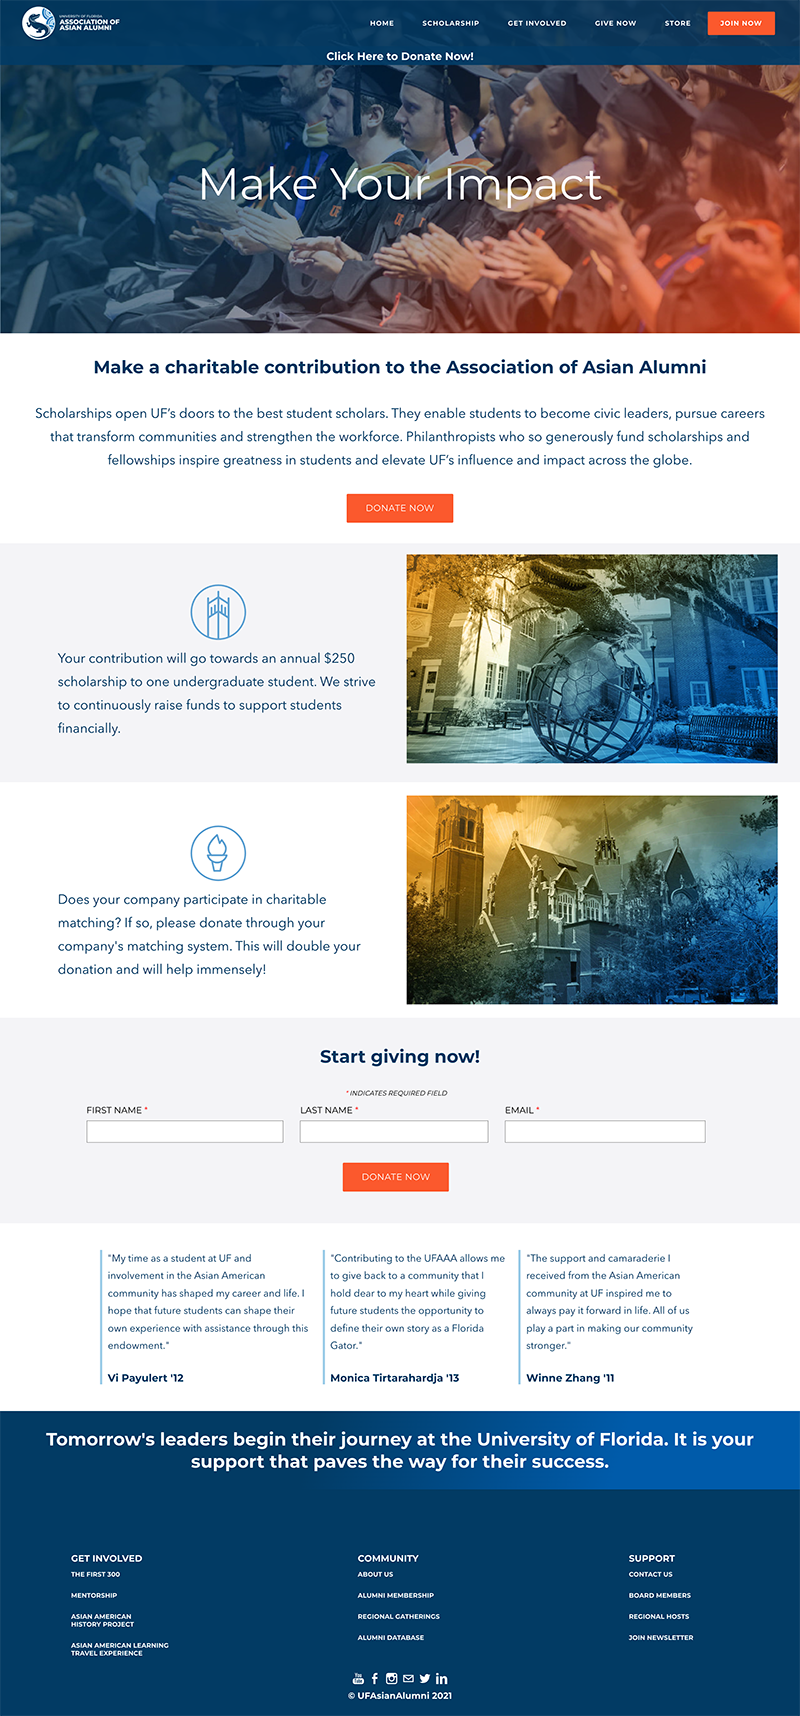 UNIVERSITY OF FLORIDA
ASSOCIATION OF
ASIAN ALUMNI
HOME SCHOLARSHIP GET INVOLVED GIVE NOW STORE JOIN NOW
Click Here to Donate Now!
Make Your Impact
Make a charitable contribution to the Association of Asian Alumni
Scholarships open UF's doors to the best student scholars. They enable students to become civic leaders, pursue careers
that transform communities and strengthen the workforce. Philanthropists who so generously fund scholarships and
fellowships inspire greatness in students and elevate UF's influence and impact across the globe.
DONATE NOW
Your contribution will go towards an annual $250
scholarship to one undergraduate student. We strive
to continuously raise funds to support students
financially.
Does your company participate in charitable
matching? If so, please donate through your
company's matching system. This will double your
donation and will help immensely!
Start giving now!
* INDICATES REQUIRED FIELD
FIRST NAME * LAST NAME * EMAIL *
DONATE NOW
"My time as a student at UF and
involvement in the Asian American
community has shaped my career and life. I
hope that future students can shape their
own experience with assistance through this
endowment."
Vi Payulert '12
"Contributing to the UFAAA allows me
to give back to a community that I
hold dear to my heart while giving
future students the opportunity to
define their own story as a Florida
Gator."
Monica Tirtarahardja '13
"The support and camaraderie I
received from the Asian American
community at UF inspired me to
always pay it forward in life. All of us
play a part in making our community
stronger."
Winne Zhang '11
Tomorrow's leaders begin their journey at the University of Florida. It is your
support that paves the way for their success.
GET INVOLVED
THE FIRST 300
MENTORSHIP
ASIAN AMERICAN
HISTORY PROJECT
ASIAN AMERICAN LEARNING
TRAVEL EXPERIENCE
COMMUNITY
ABOUT US
ALUMNI MEMBERSHIP
REGIONAL GATHERINGS
ALUMNI DATABASE
SUPPORT
CONTACT US
BOARD MEMBERS
REGIONAL HOSTS
JOIN NEWSLETTER
© UFAsianAlumni 2021